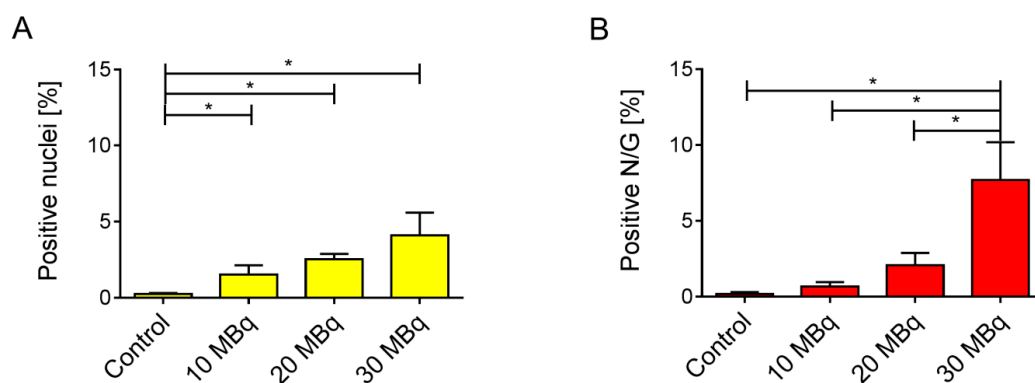 A
Positive nuclei [%]
15
10
5
0
*
*
*
Control
10 MBq
20 MBq
30 MBq
B
Positive N/G [%]
15
10
5
0
*
*
*
Control
10 MBq
20 MBq
30 MBq